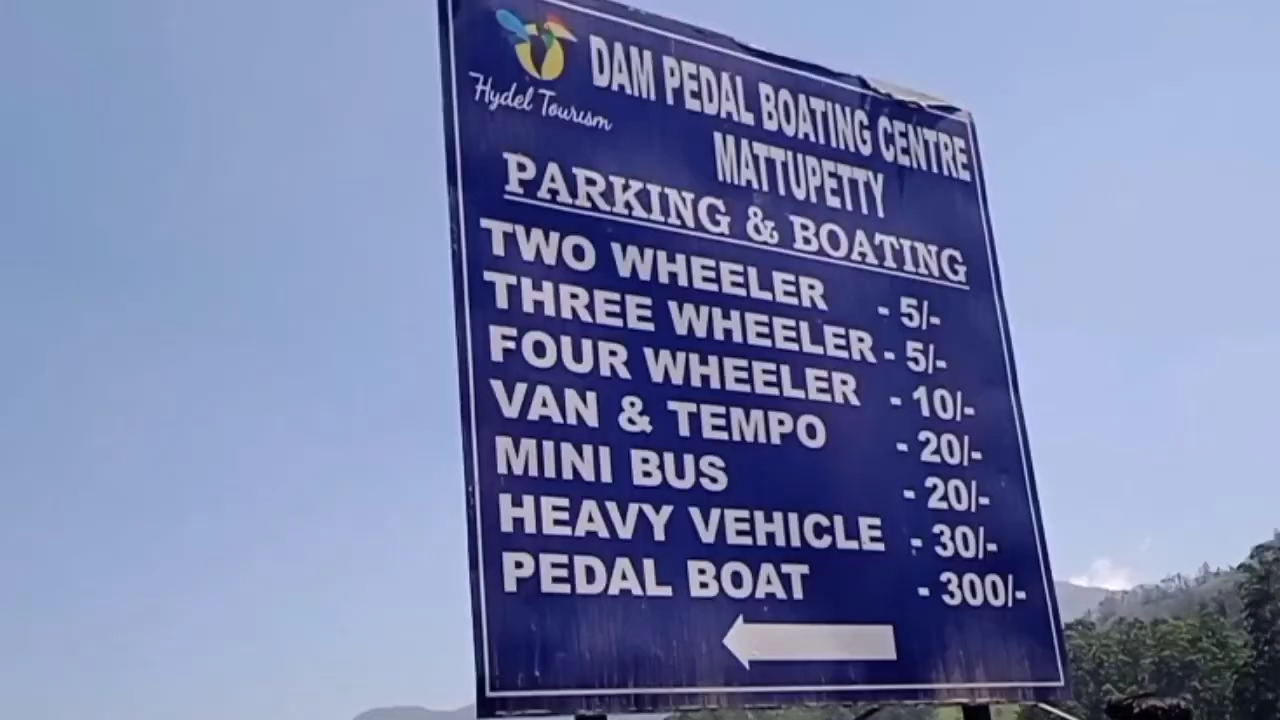 Hydel Tourism
DAM PEDAL BOATING CENTRE
MATTUPETTY
PARKING & BOATING
TWO WHEELER - 5/-
THREE WHEELER - 5/-
FOUR WHEELER - 10/-
VAN & TEMPO - 20/-
MINI BUS - 20/-
HEAVY VEHICLE - 30/-
PEDAL BOAT - 300/-